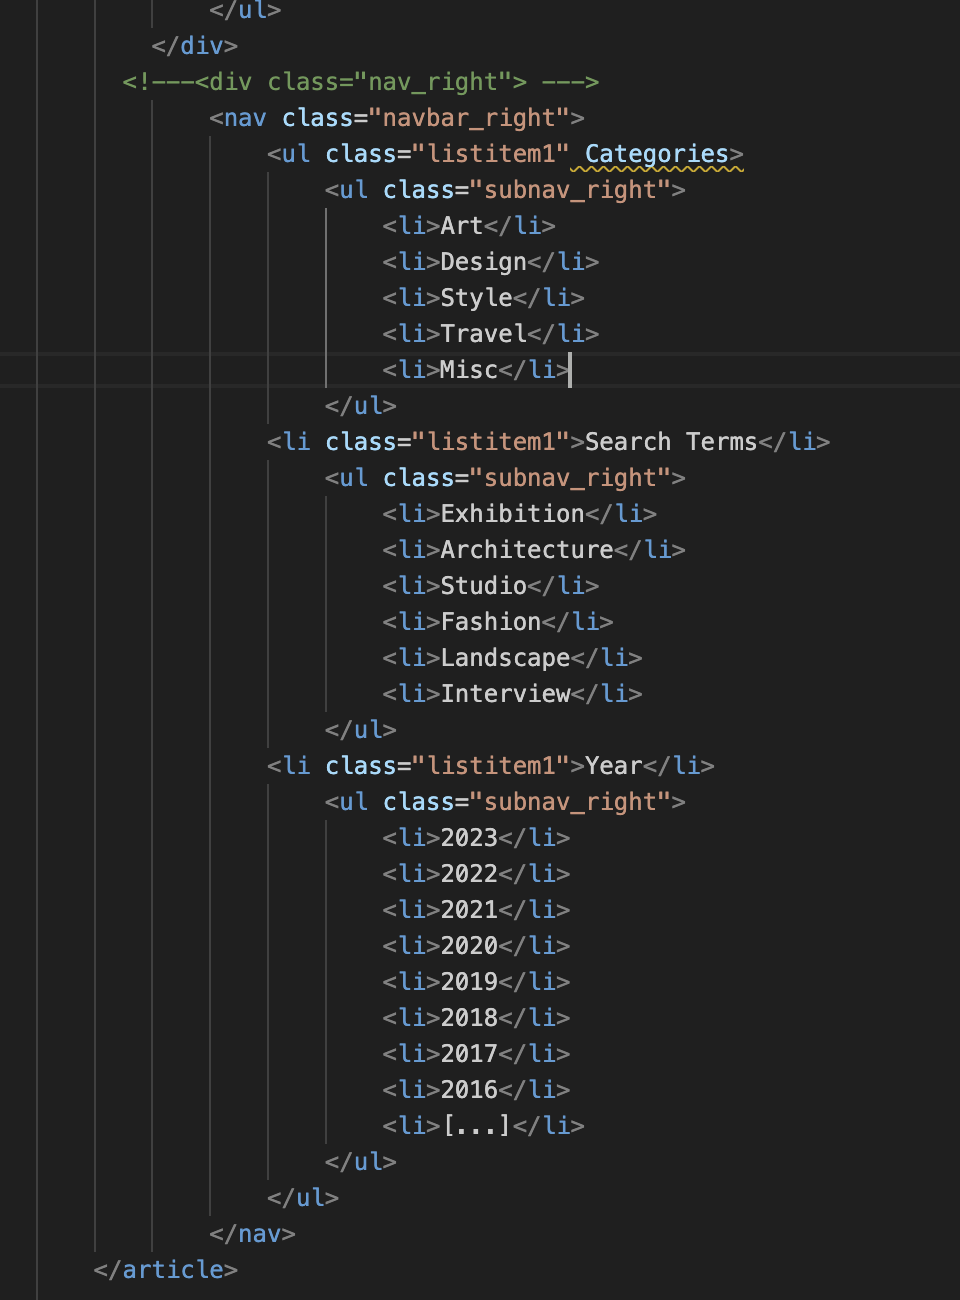 </ul>
</div>
<!---<div class="nav_right"> --->
<nav class="navbar_right">
<ul class="listitem1" Categories>
<ul class="subnav_right">
<li>Art</li>
<li>Design</li>
<li>Style</li>
<li>Travel</li>
<li>Misc</li>
</ul>
<li class="listitem1">Search Terms</li>
<ul class="subnav_right">
<li>Exhibition</li>
<li>Architecture</li>
<li>Studio</li>
<li>Fashion</li>
<li>Landscape</li>
<li>Interview</li>
</ul>
<li class="listitem1">Year</li>
<ul class="subnav_right">
<li>2023</li>
<li>2022</li>
<li>2021</li>
<li>2020</li>
<li>2019</li>
<li>2018</li>
<li>2017</li>
<li>2016</li>
<li>[...]</li>
</ul>
</ul>
</nav>
</article>